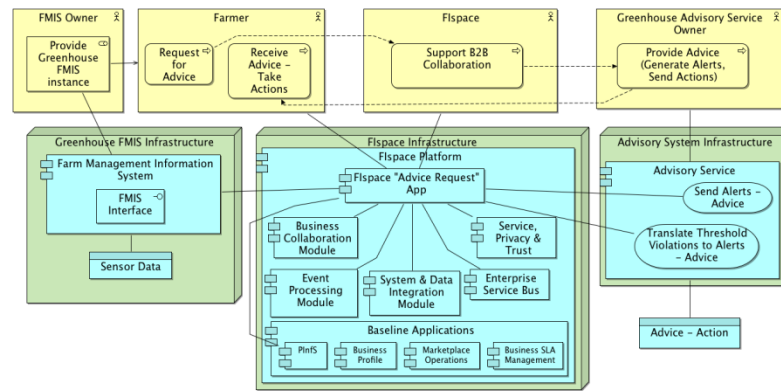 FMIS Owner
Provide
Greenhouse
FMIS
instance
Farmer
Request
for
Advice
Receive
Advice –
Take
Actions
FIspace
Support B2B
Collaboration
Greenhouse Advisory Service
Owner
Provide Advice
(Generate Alerts,
Send Actions)
Greenhouse FMIS Infrastructure
Farm Management Information
System
FMIS
Interface
Sensor Data
FIspace Infrastructure
FIspace Platform
FIspace "Advice Request"
App
Business
Collaboration
Module
Service,
Privacy &
Trust
Event
Processing
Module
System & Data
Integration
Module
Enterprise
Service Bus
Baseline Applications
PInfS
Business
Profile
Marketplace
Operations
Business SLA
Management
Advisory System Infrastructure
Advisory Service
Send Alerts –
Advice
Translate Threshold
Violations to Alerts
– Advice
Advice – Action